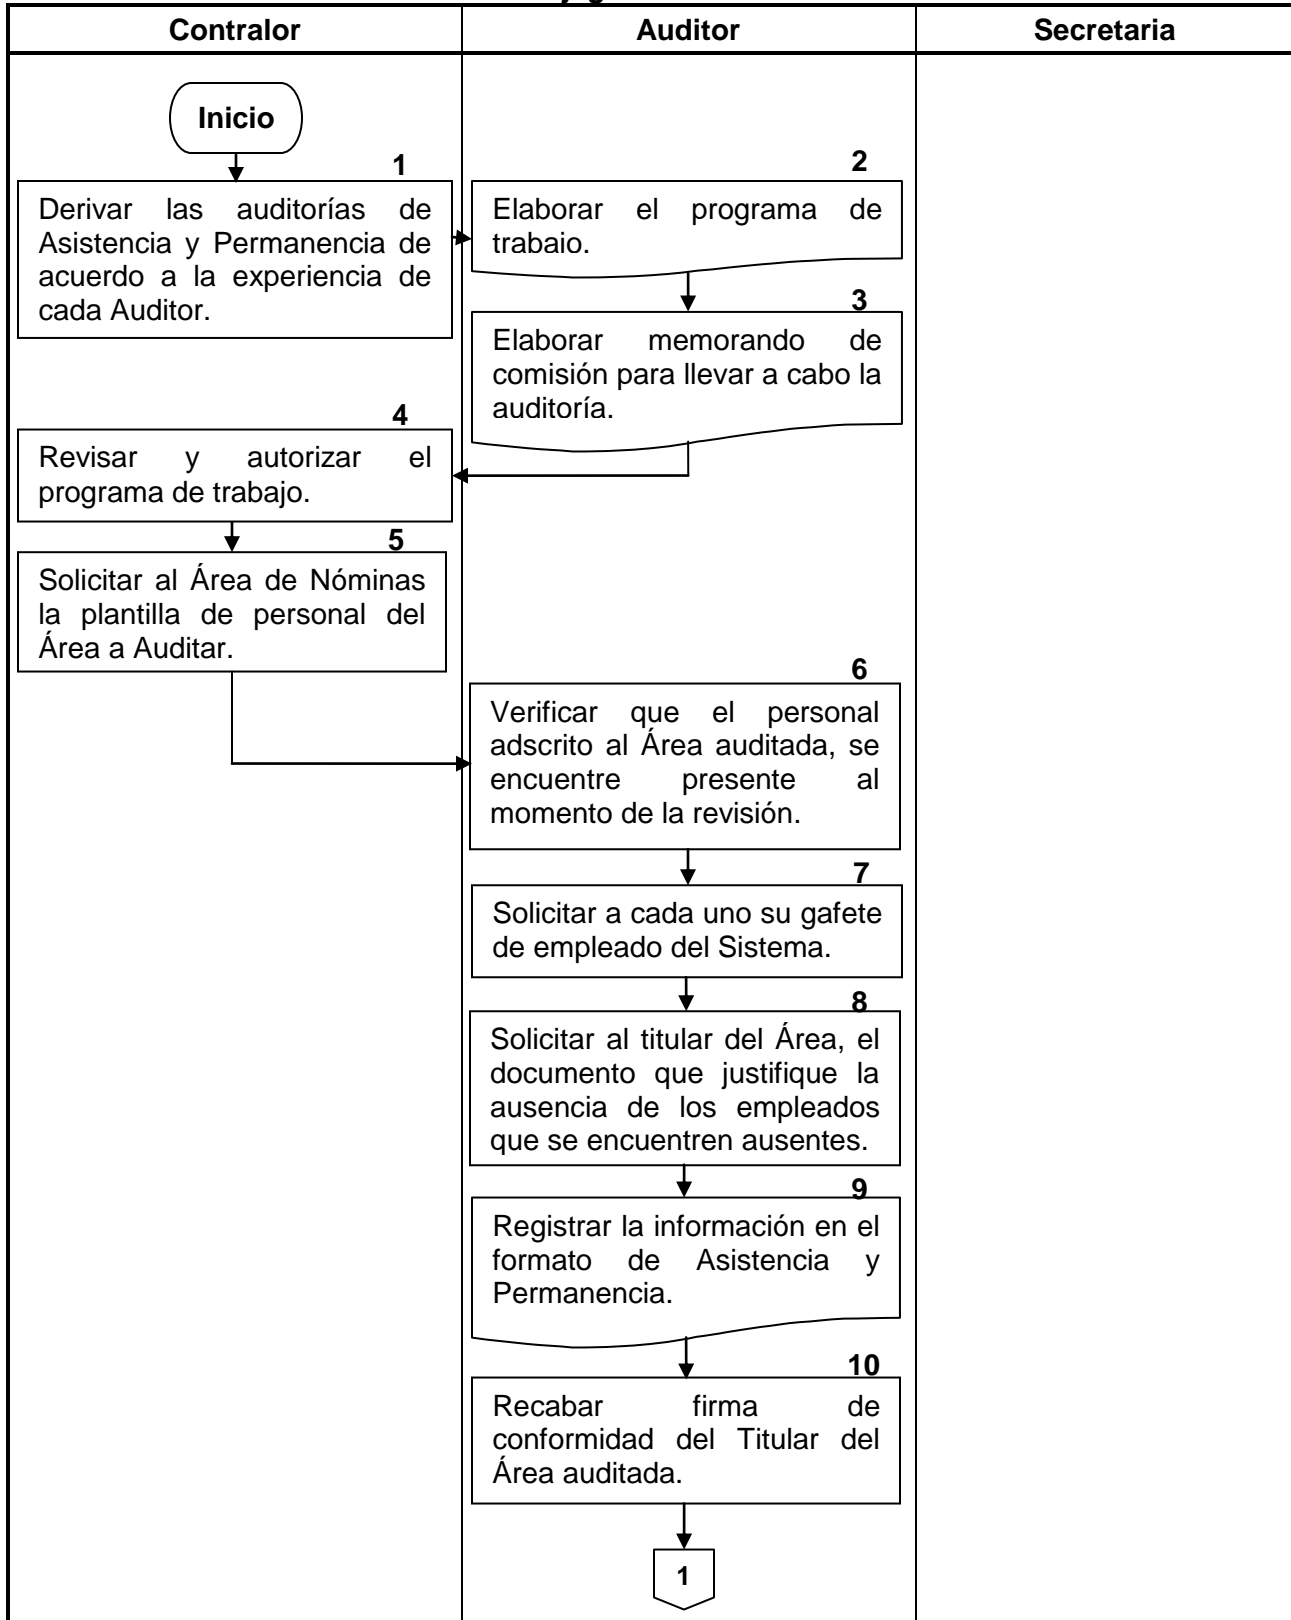 Contralor Auditor Secretaria
Inicio
1
Derivar las auditorías de
Asistencia y Permanencia de
acuerdo a la experiencia de
cada Auditor.
2
Elaborar el programa de
trabajo.
3
Elaborar memorando de
comisión para llevar a cabo la
auditoría.
4
Revisar y autorizar el
programa de trabajo.
5
Solicitar al Área de Nóminas
la plantilla de personal del
Área a Auditar.
6
Verificar que el personal
adscrito al Área auditada, se
encuentre presente al
momento de la revisión.
7
Solicitar a cada uno su gafete
de empleado del Sistema.
8
Solicitar al titular del Área, el
documento que justifique la
ausencia de los empleados
que se encuentren ausentes.
9
Registrar la información en el
formato de Asistencia y
Permanencia.
10
Recabar firma de
conformidad del Titular del
Área auditada.
1